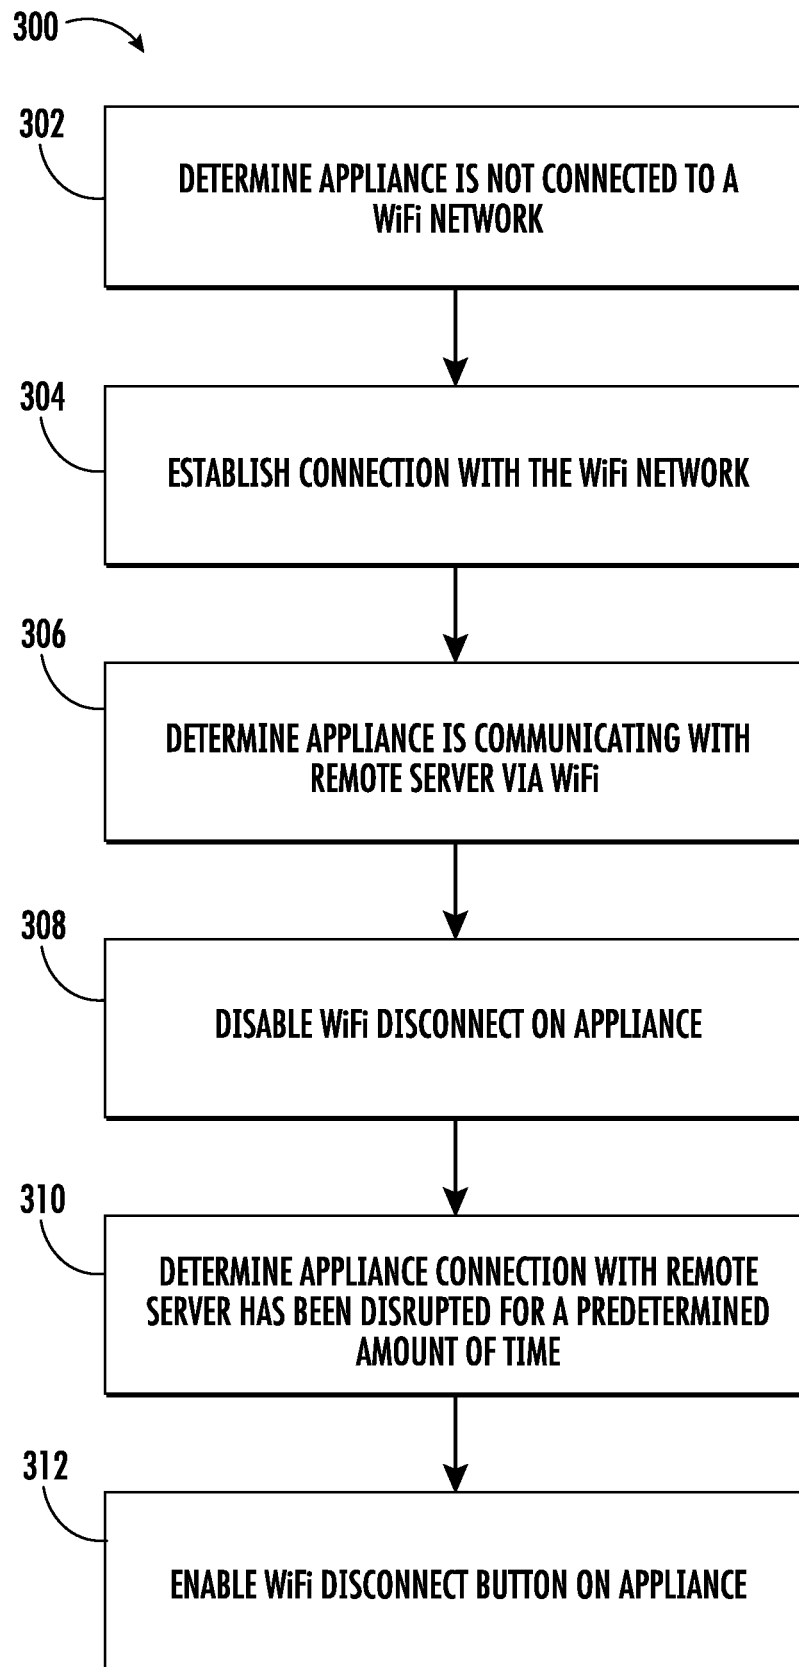 300
302
DETERMINE APPLIANCE IS NOT CONNECTED TO A
WiFi NETWORK
304
ESTABLISH CONNECTION WITH THE WiFi NETWORK
306
DETERMINE APPLIANCE IS COMMUNICATING WITH
REMOTE SERVER VIA WiFi
308
DISABLE WiFi DISCONNECT ON APPLIANCE
310
DETERMINE APPLIANCE CONNECTION WITH REMOTE
SERVER HAS BEEN DISRUPTED FOR A PREDETERMINED
AMOUNT OF TIME
312
ENABLE WiFi DISCONNECT BUTTON ON APPLIANCE